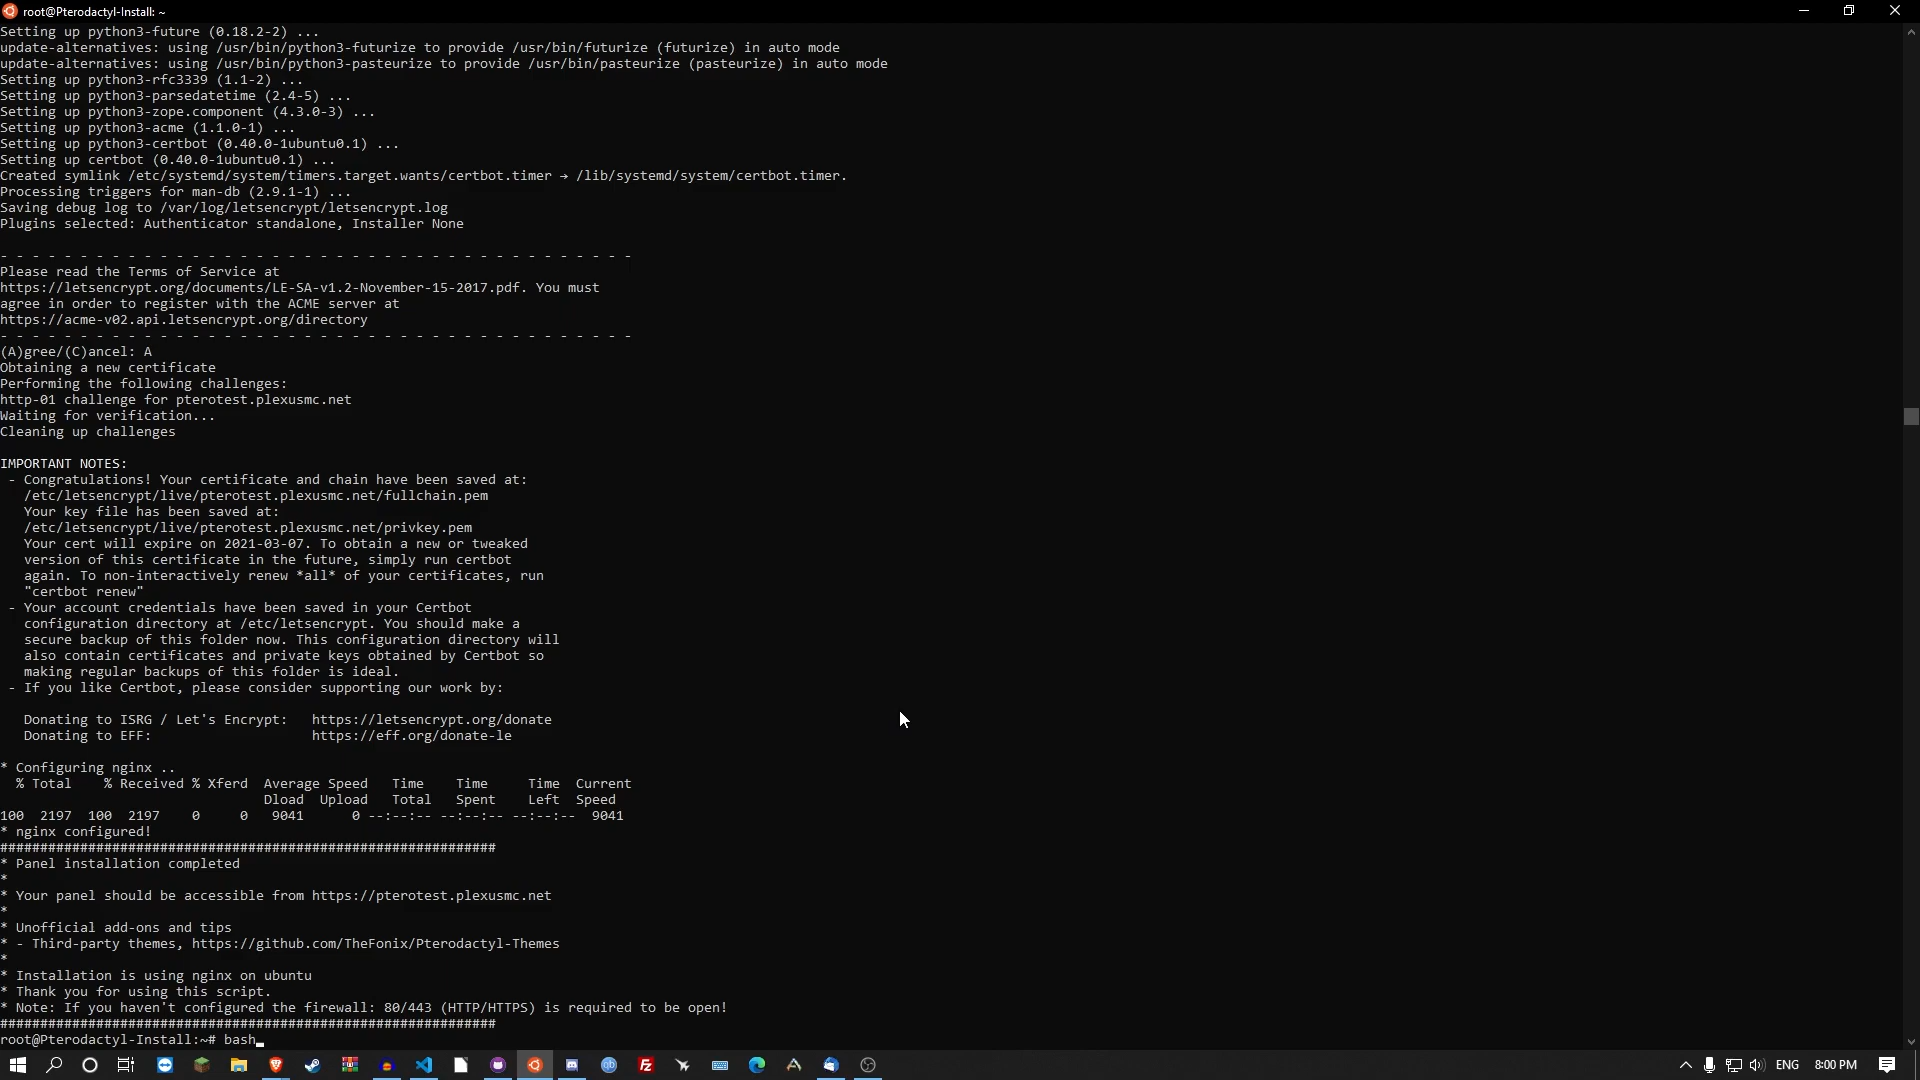 root@Pterodactyl-Install: ~
Setting up python3-future (0.18.2-2) ...
update-alternatives: using /usr/bin/python3-futurize to provide /usr/bin/futurize (futurize) in auto mode
update-alternatives: using /usr/bin/python3-pasteurize to provide /usr/bin/pasteurize (pasteurize) in auto mode
Setting up python3-rfc3339 (1.1-2) ...
Setting up python3-parsedatetime (2.4-5) ...
Setting up python3-zope.component (4.3.0-3) ...
Setting up python3-acme (1.1.0-1) ...
Setting up python3-certbot (0.40.0-1ubuntu0.1) ...
Setting up certbot (0.40.0-1ubuntu0.1) ...
Created symlink /etc/systemd/system/timers.target.wants/certbot.timer → /lib/systemd/system/certbot.timer.
Processing triggers for man-db (2.9.1-1) ...
Saving debug log to /var/log/letsencrypt/letsencrypt.log
Plugins selected: Authenticator standalone, Installer None
- - - - - - - - - - - - - - - - - - - - - - - - - - - - - - - - - - - - - - - -
Please read the Terms of Service at
https://letsencrypt.org/documents/LE-SA-v1.2-November-15-2017.pdf. You must
agree in order to register with the ACME server at
https://acme-v02.api.letsencrypt.org/directory
- - - - - - - - - - - - - - - - - - - - - - - - - - - - - - - - - - - - - - - -
(A)gree/(C)ancel: A
Obtaining a new certificate
Performing the following challenges:
http-01 challenge for pterotest.plexusmc.net
Waiting for verification...
Cleaning up challenges
IMPORTANT NOTES:
- Congratulations! Your certificate and chain have been saved at:
/etc/letsencrypt/live/pterotest.plexusmc.net/fullchain.pem
Your key file has been saved at:
/etc/letsencrypt/live/pterotest.plexusmc.net/privkey.pem
Your cert will expire on 2021-03-07. To obtain a new or tweaked
version of this certificate in the future, simply run certbot
again. To non-interactively renew *all* of your certificates, run
"certbot renew"
- Your account credentials have been saved in your Certbot
configuration directory at /etc/letsencrypt. You should make a
secure backup of this folder now. This configuration directory will
also contain certificates and private keys obtained by Certbot so
making regular backups of this folder is ideal.
- If you like Certbot, please consider supporting our work by:
Donating to ISRG / Let's Encrypt:   https://letsencrypt.org/donate
Donating to EFF:                    https://eff.org/donate-le
* Configuring nginx ..
% Total    % Received % Xferd  Average Speed   Time    Time     Time  Current
Dload  Upload   Total   Spent    Left  Speed
100  2197  100  2197    0     0   9041      0 --:--:-- --:--:-- --:--:--  9041
* nginx configured!
##############################################################
* Panel installation completed
*
* Your panel should be accessible from https://pterotest.plexusmc.net
*
* Unofficial add-ons and tips
* - Third-party themes, https://github.com/TheFonix/Pterodactyl-Themes
*
* Installation is using nginx on ubuntu
* Thank you for using this script.
* Note: If you haven't configured the firewall: 80/443 (HTTP/HTTPS) is required to be open!
##############################################################
root@Pterodactyl-Install:~# bash
ENG
8:00 PM